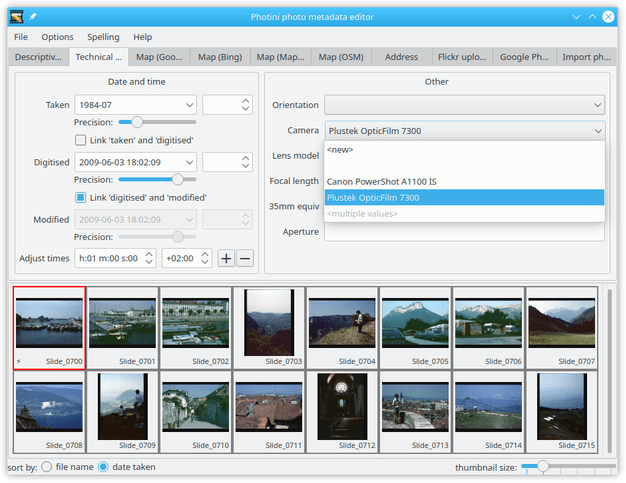 Photini photo metadata editor
File Options Spelling Help
Descriptiv... Technical ... Map (Goo... Map (Bing) Map (Map... Map (OSM) Address Flickr uplo... Google Ph... Import ph...
Date and time
Taken 1984-07
Precision:
Link 'taken' and 'digitised'
Digitised 2009-06-03 18:02:09
Precision:
Link 'digitised' and 'modified'
Modified 2009-06-03 18:02:09
Precision:
Adjust times h:01 m:00 s:00 +02:00
Other
Orientation
Camera Plustek OpticFilm 7300
<new>
Lens model
Canon PowerShot A1100 IS
Focal length
Plustek OpticFilm 7300
35mm equiv
<multiple values>
Aperture
Slide_0700 Slide_0701 Slide_0702 Slide_0703 Slide_0704 Slide_0705 Slide_0706 Slide_0707
Slide_0708 Slide_0709 Slide_0710 Slide_0711 Slide_0712 Slide_0713 Slide_0714 Slide_0715
sort by: file name date taken thumbnail size: